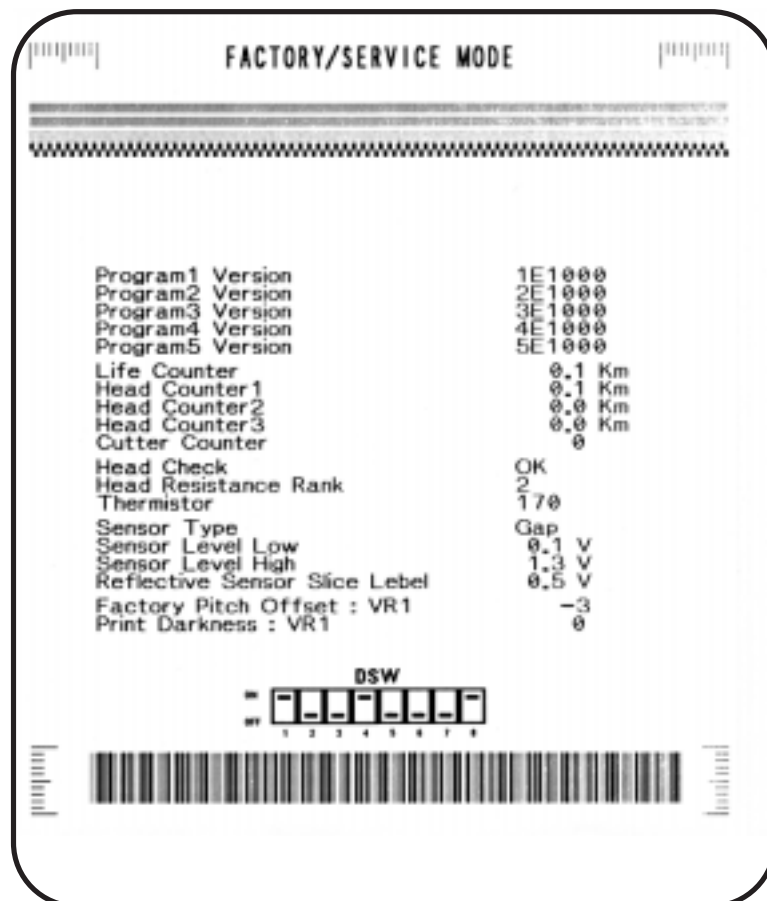 FACTORY/SERVICE MODE
Program1 Version 1E1000
Program2 Version 2E1000
Program3 Version 3E1000
Program4 Version 4E1000
Program5 Version 5E1000
Life Counter 0.1 Km
Head Counter1 0.1 Km
Head Counter2 0.0 Km
Head Counter3 0.0 Km
Cutter Counter 0
Head Check OK
Head Resistance Rank 2
Thermistor 170
Sensor Type Gap
Sensor Level Low 0.1 V
Sensor Level High 1.3 V
Reflective Sensor Slice Lebel 0.5 V
Factory Pitch Offset : VR1 -3
Print Darkness : VR1 0
DSW
ON
OFF
1 2 3 4 5 6 7 8